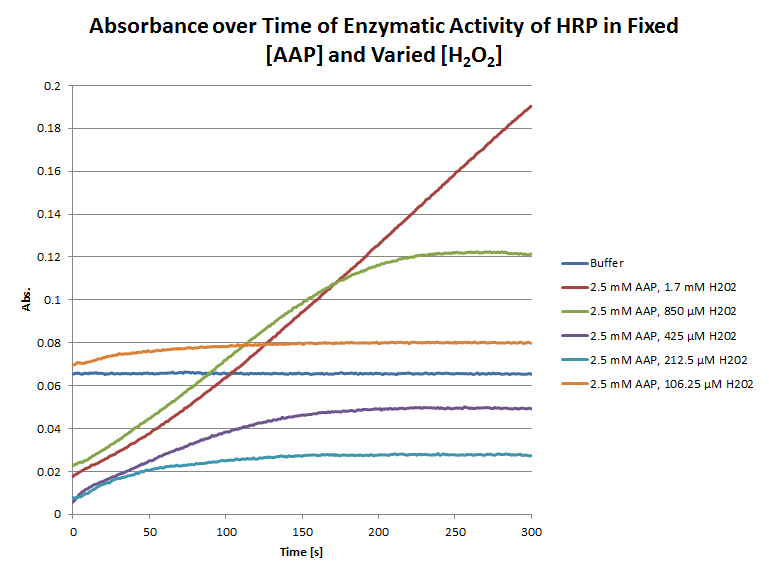 Absorbance over Time of Enzymatic Activity of HRP in Fixed
[AAP] and Varied [H₂O₂]
0.2
0.18
0.16
0.14
0.12
0.1
0.08
0.06
0.04
0.02
0
Abs.
0 50 100 150 200 250 300
Time [s]
Buffer
2.5 mM AAP, 1.7 mM H2O2
2.5 mM AAP, 850 µM H2O2
2.5 mM AAP, 425 µM H2O2
2.5 mM AAP, 212.5 µM H2O2
2.5 mM AAP, 106.25 µM H2O2